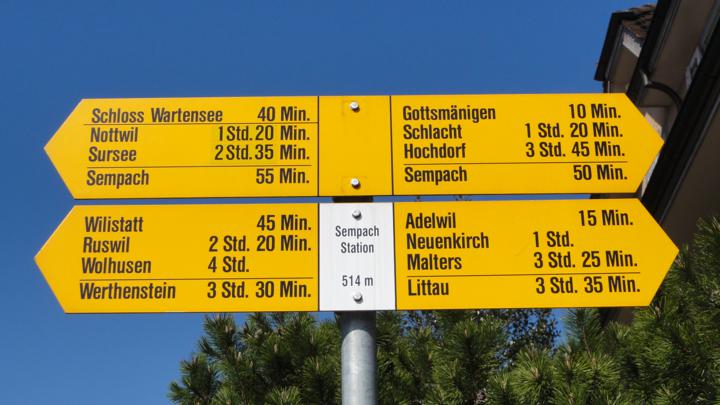 Schloss Wartensee 40 Min.
Nottwil 1 Std. 20 Min.
Sursee 2 Std. 35 Min.
Sempach 55 Min.
Gottsmänigen 10 Min.
Schlacht 1 Std. 20 Min.
Hochdorf 3 Std. 45 Min.
Sempach 50 Min.
Wilistatt 45 Min.
Ruswil 2 Std. 20 Min.
Wolhusen 4 Std.
Werthenstein 3 Std. 30 Min.
Sempach
Station
514 m
Adelwil 15 Min.
Neuenkirch 1 Std.
Malters 3 Std. 25 Min.
Littau 3 Std. 35 Min.